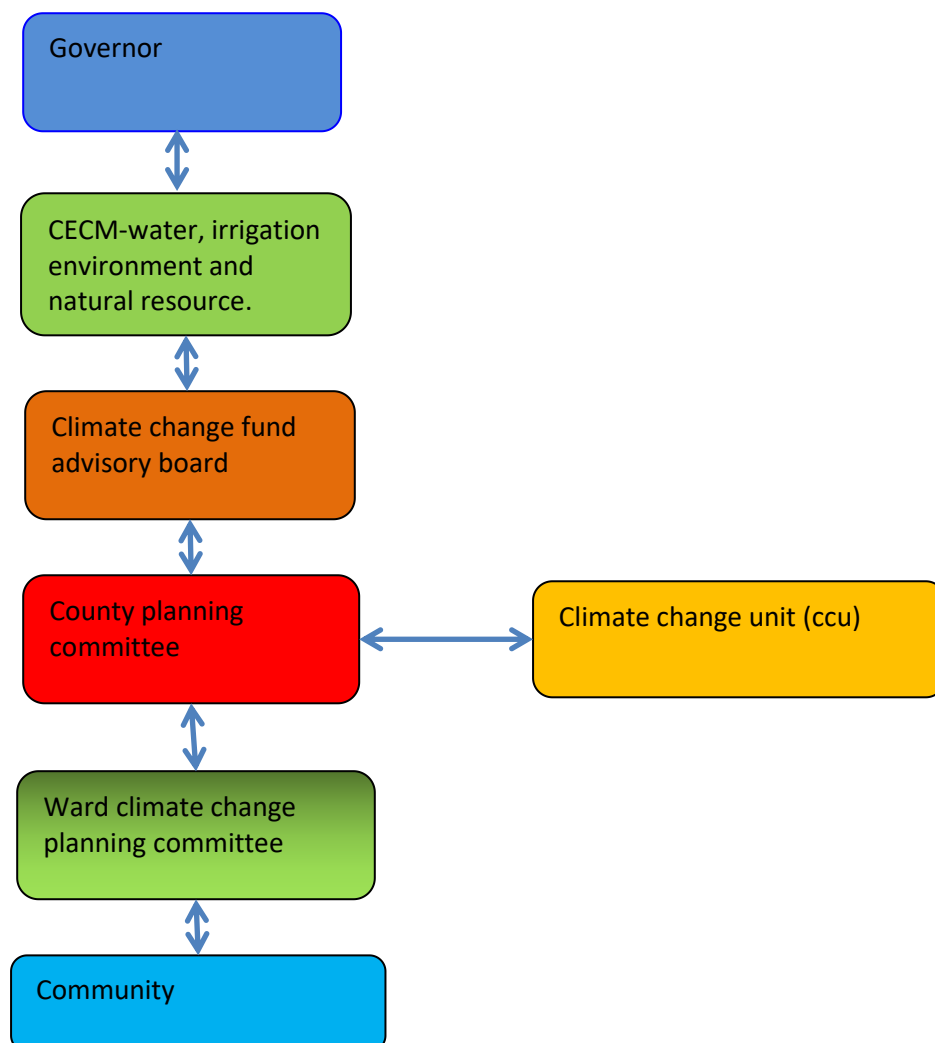 Governor
CECM-water, irrigation
environment and
natural resource.
Climate change fund
advisory board
County planning
committee
Climate change unit (ccu)
Ward climate change
planning committee
Community